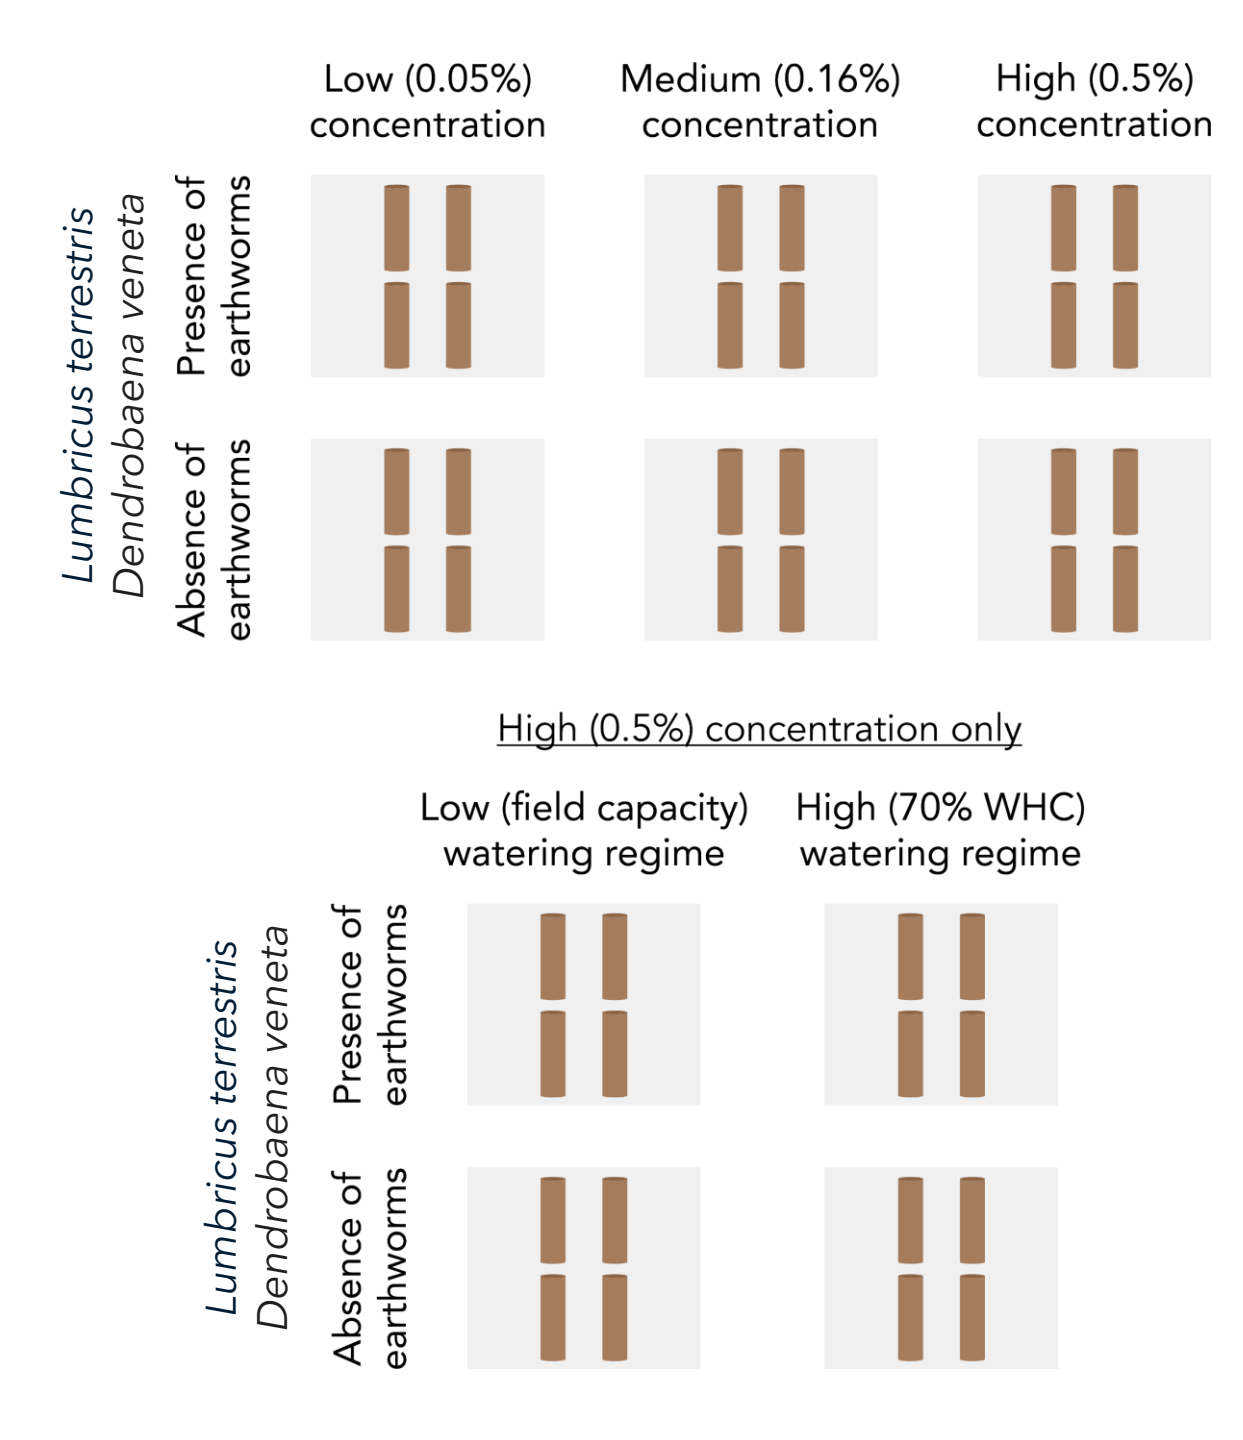 Low (0.05%)
concentration
Medium (0.16%)
concentration
High (0.5%)
concentration
Lumbricus terrestris
Dendrobaena veneta
Presence of
earthworms
Absence of
earthworms
High (0.5%) concentration only
Low (field capacity)
watering regime
High (70% WHC)
watering regime
Lumbricus terrestris
Dendrobaena veneta
Presence of
earthworms
Absence of
earthworms